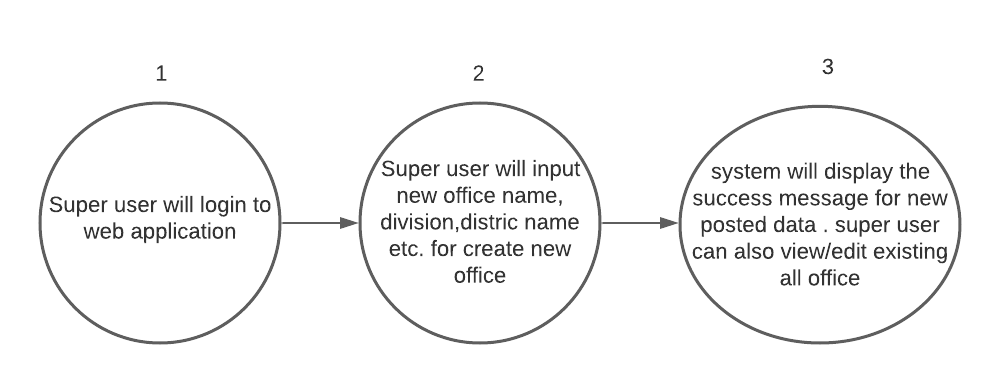 1
Super user will login to
web application
2
Super user will input
new office name,
division,distric name
etc. for create new
office
3
system will display the
success message for new
posted data . super user
can also view/edit existing
all office